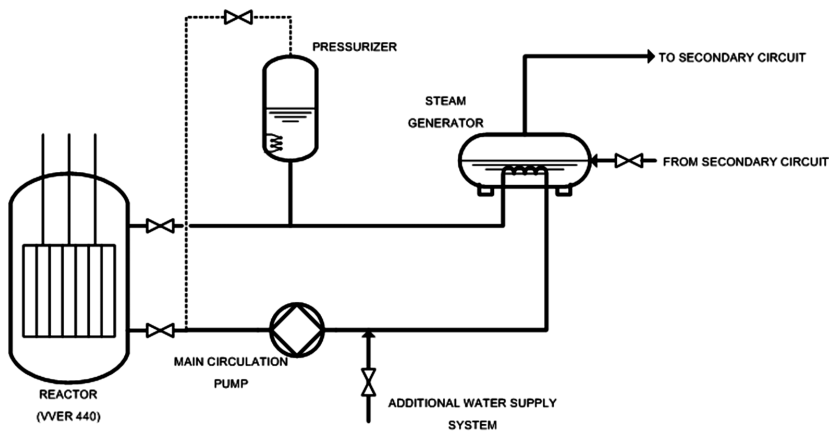 PRESSURIZER
TO SECONDARY CIRCUIT
STEAM
GENERATOR
FROM SECONDARY CIRCUIT
MAIN CIRCULATION
PUMP
REACTOR
(VVER 440)
ADDITIONAL WATER SUPPLY
SYSTEM